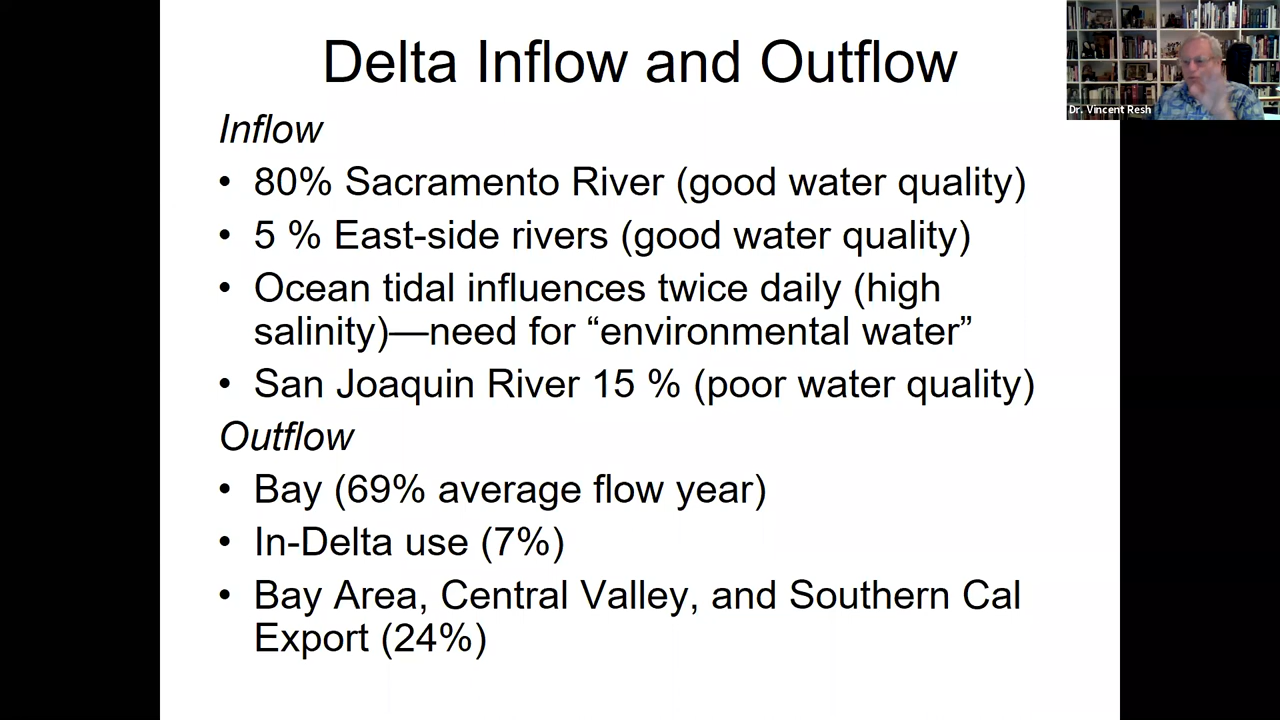 Delta Inflow and Outflow
Dr. Vincent Resh
Inflow
• 80% Sacramento River (good water quality)
• 5 % East-side rivers (good water quality)
• Ocean tidal influences twice daily (high
salinity)—need for “environmental water”
• San Joaquin River 15 % (poor water quality)
Outflow
• Bay (69% average flow year)
• In-Delta use (7%)
• Bay Area, Central Valley, and Southern Cal
Export (24%)